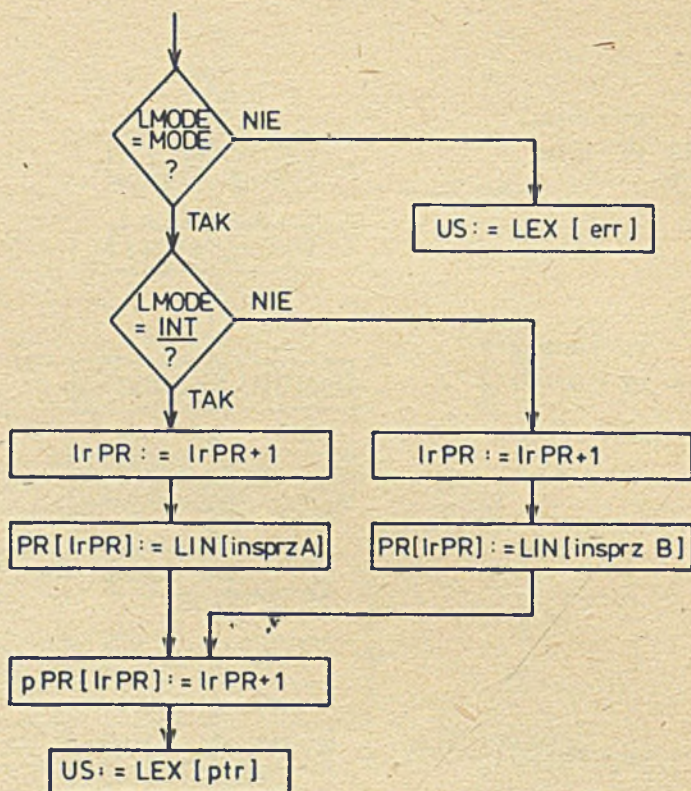 LMODE
= MODE
?
NIE
TAK
US := LEX [ err ]
LMODE
= INT
?
NIE
TAK
lrPR := lrPR+1
lrPR := lrPR+1
PR[lrPR] := LIN[insprzA]
PR[lrPR] := LIN[insprz B]
pPR[lrPR] := lrPR+1
US := LEX [ptr]